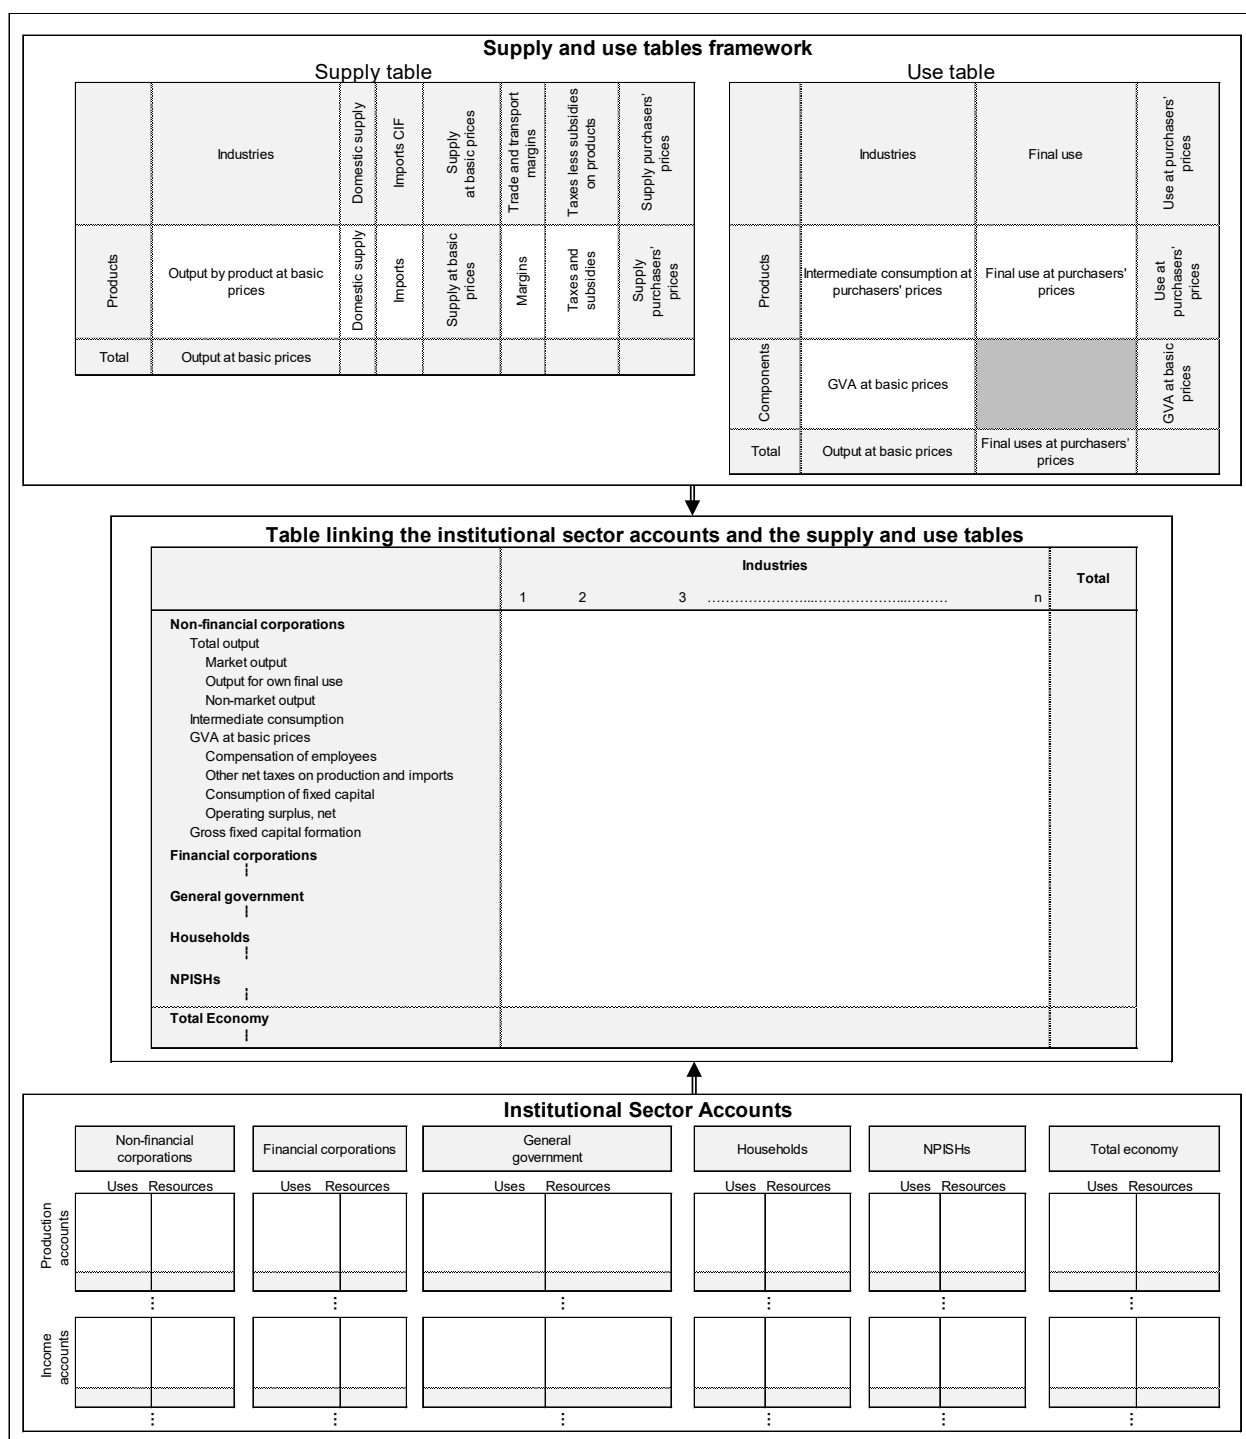 Supply and use tables framework
Supply table
Industries
Domestic supply
Imports CIF
Supply
at basic prices
Trade and transport
margins
Taxes less subsidies
on products
Supply purchasers'
prices
Products
Output by product at basic
prices
Domestic supply
Imports
Supply at basic
prices
Margins
Taxes and
subsidies
Supply
purchasers'
prices
Total
Output at basic prices
Use table
Industries
Final use
Use at purchasers'
prices
Products
Intermediate consumption at
purchasers' prices
Final use at purchasers'
prices
Use at
purchasers'
prices
Components
GVA at basic prices
GVA at basic
prices
Total
Output at basic prices
Final uses at purchasers'
prices
Table linking the institutional sector accounts and the supply and use tables
Industries
Total
1 2 3 …………………...………………...……… n
Non-financial corporations
Total output
Market output
Output for own final use
Non-market output
Intermediate consumption
GVA at basic prices
Compensation of employees
Other net taxes on production and imports
Consumption of fixed capital
Operating surplus, net
Gross fixed capital formation
Financial corporations
General government
Households
NPISHs
Total Economy
Institutional Sector Accounts
Non-financial
corporations
Financial corporations
General
government
Households
NPISHs
Total economy
Uses Resources
Uses Resources
Uses Resources
Uses Resources
Uses Resources
Uses Resources
Production
accounts
Income
accounts